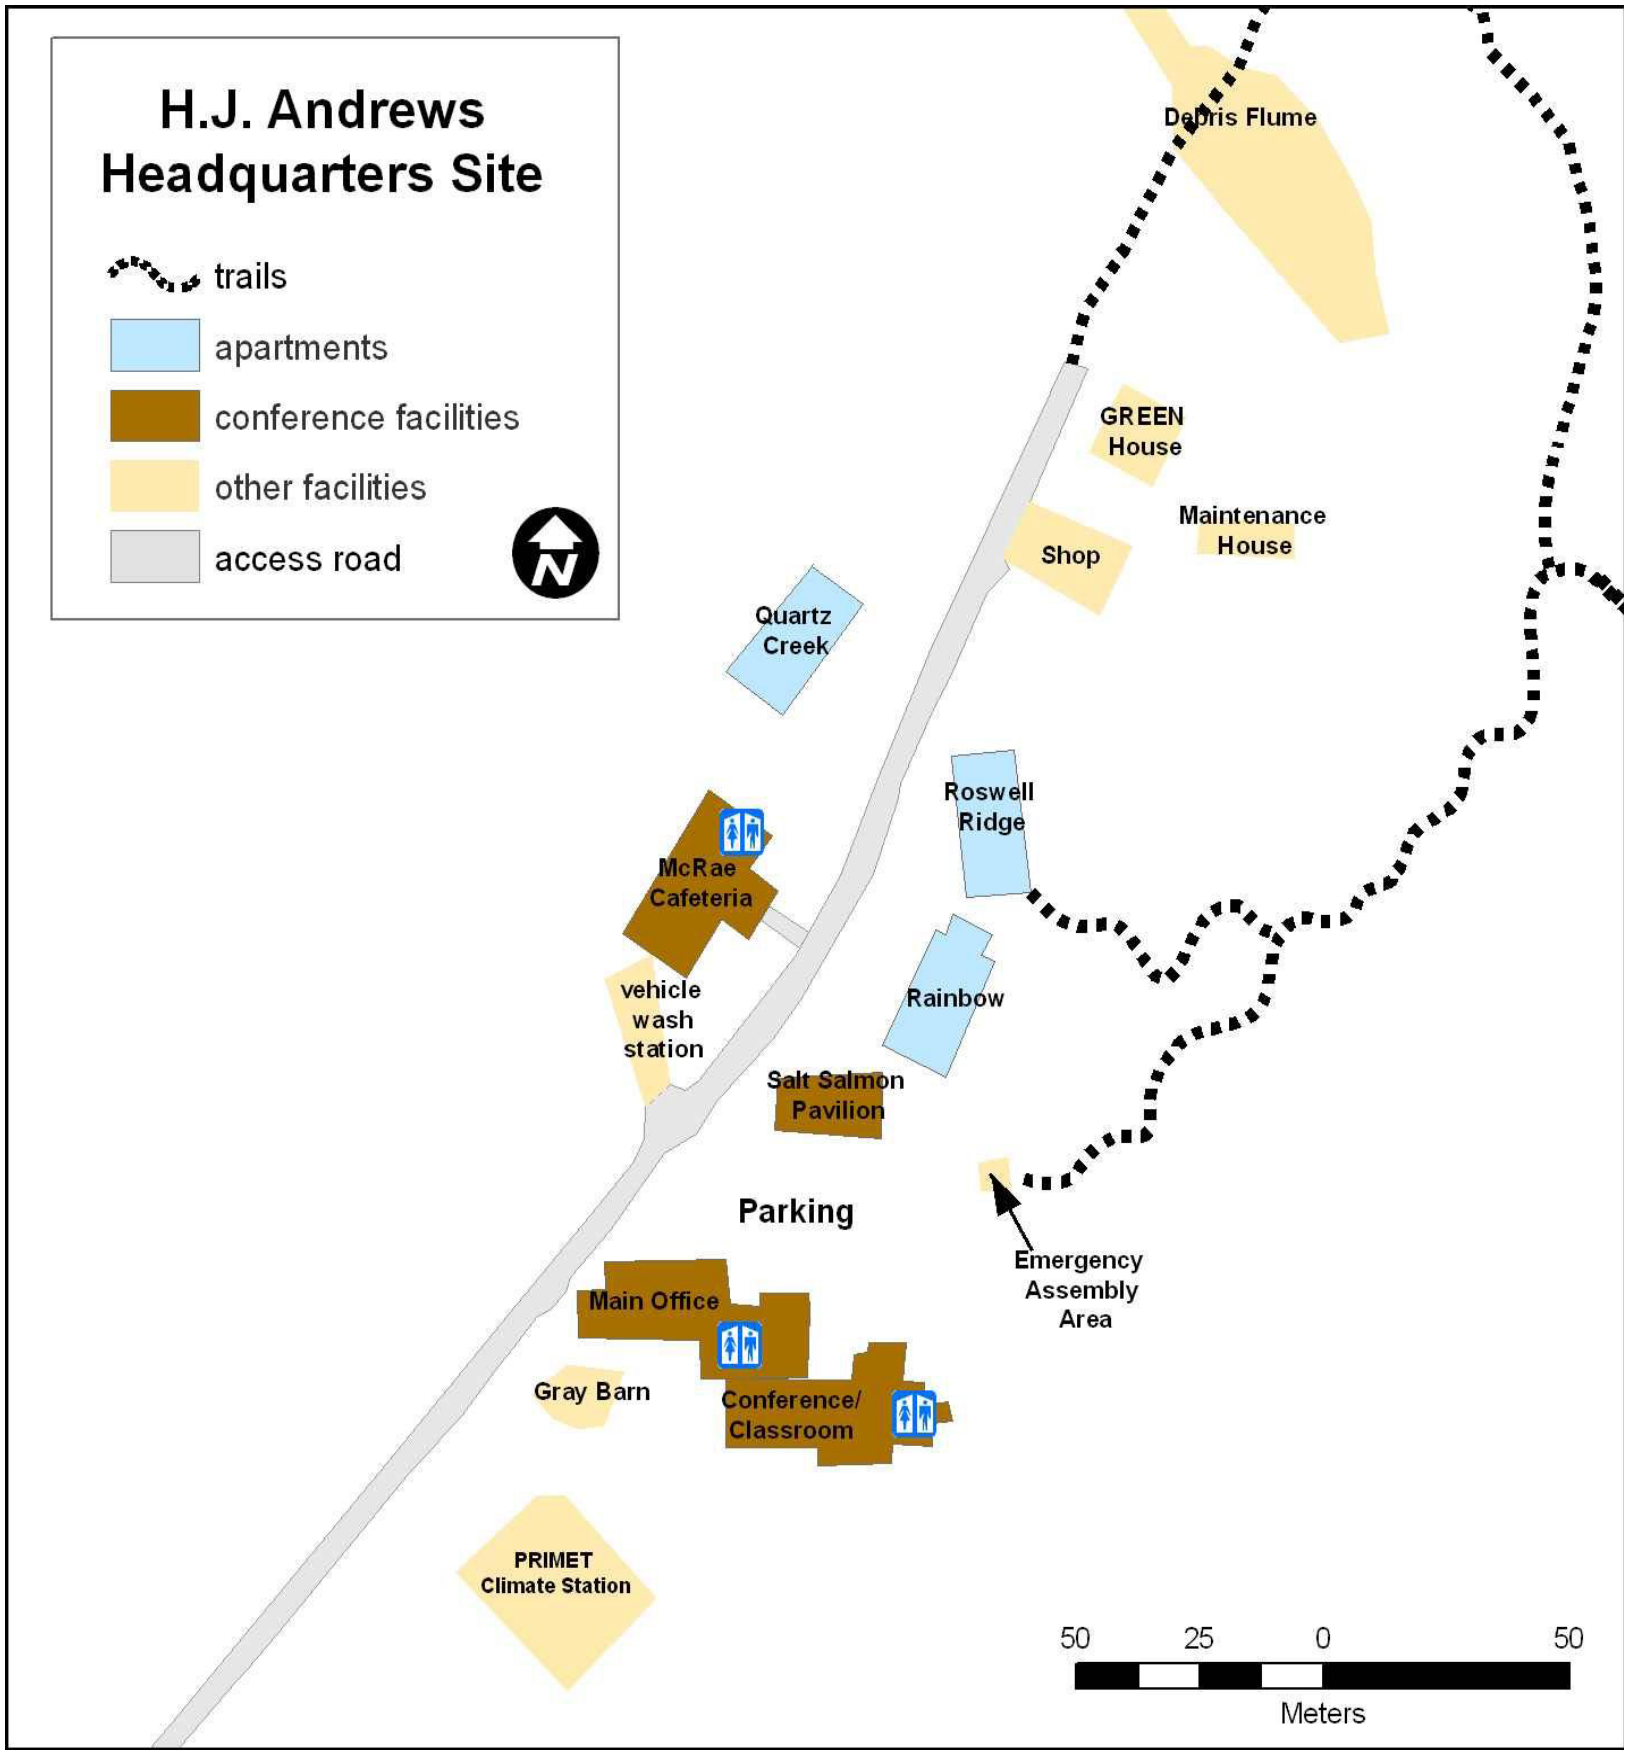 H.J. Andrews
Headquarters Site
trails
apartments
conference facilities
other facilities
access road
N
Debris Flume
GREEN
House
Maintenance
House
Shop
Quartz
Creek
Roswell
Ridge
McRae
Cafeteria
Rainbow
vehicle
wash
station
Salt Salmon
Pavilion
Parking
Emergency
Assembly
Area
Main Office
Gray Barn
Conference/
Classroom
PRIMET
Climate Station
50 25 0 50
Meters